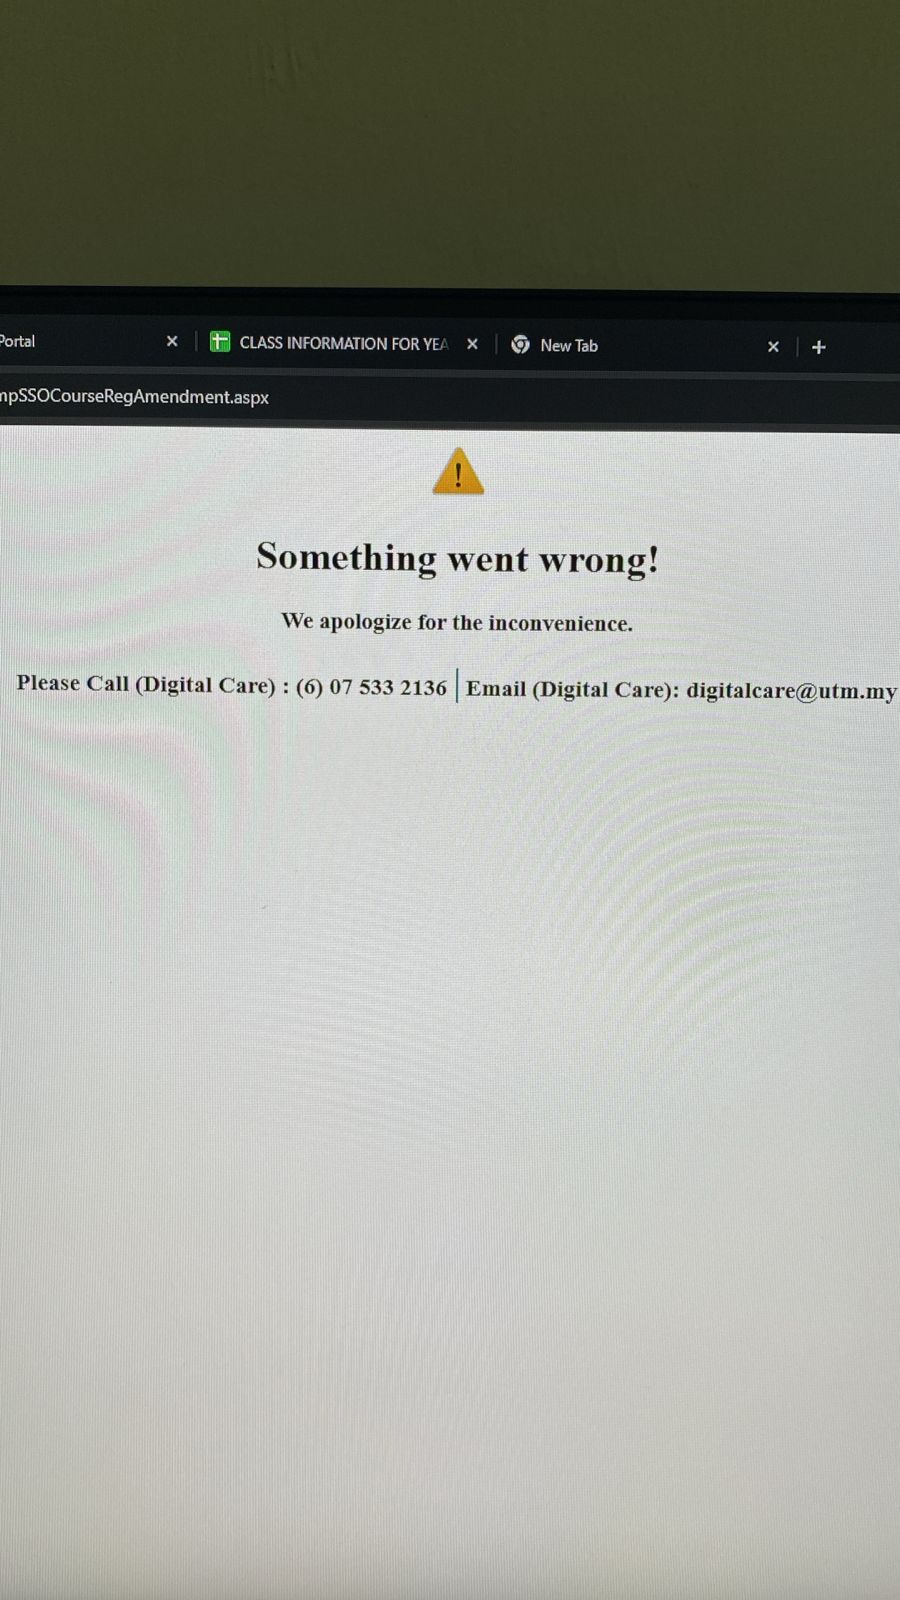 Portal
CLASS INFORMATION FOR YEA
New Tab
mpSSOCourseRegAmendment.aspx
Something went wrong!
We apologize for the inconvenience.
Please Call (Digital Care) : (6) 07 533 2136 | Email (Digital Care): digitalcare@utm.my